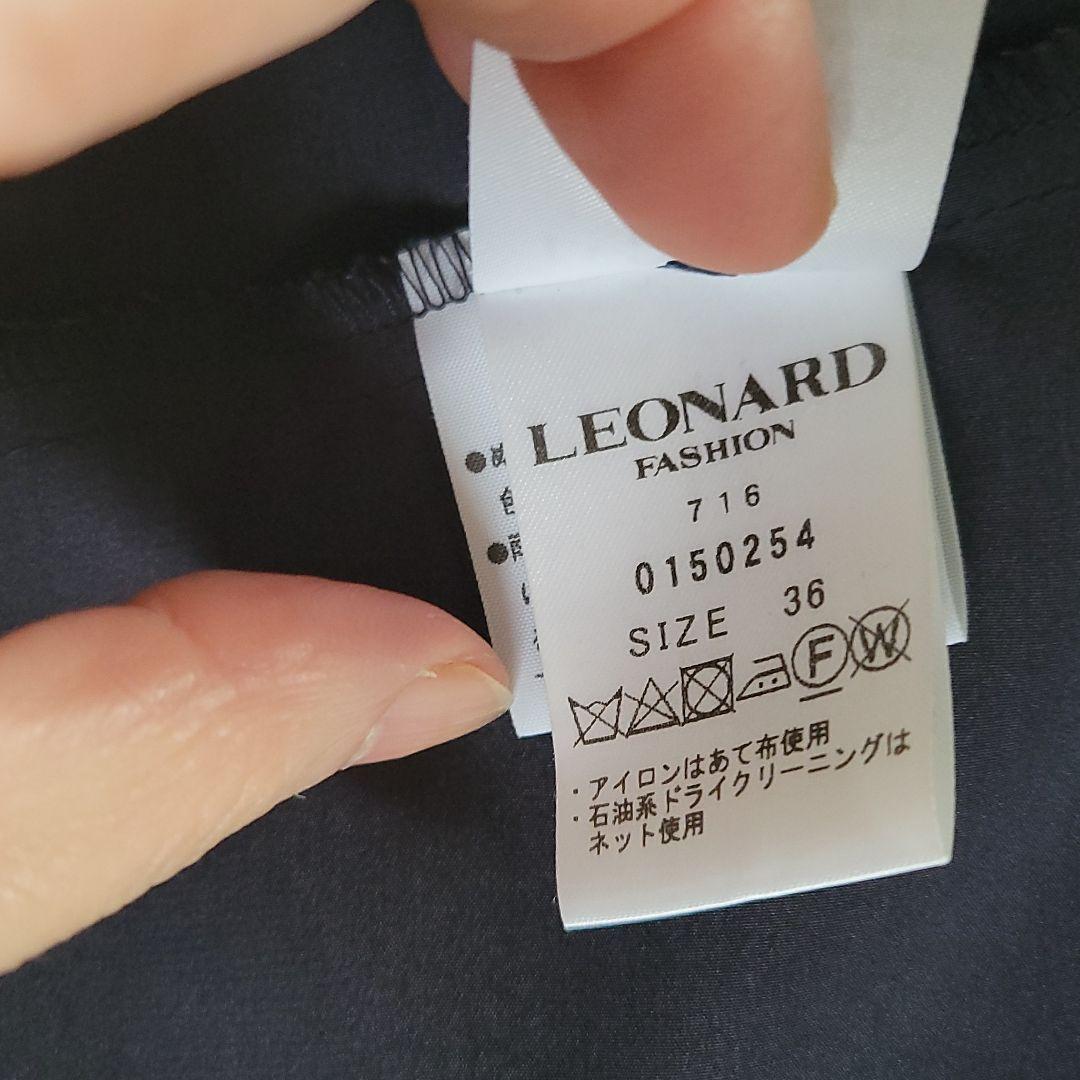 LEONARD
FASHION
716
0150254
SIZE 36
F W
・アイロンはあて布使用
・石油系ドライクリーニングは
ネット使用